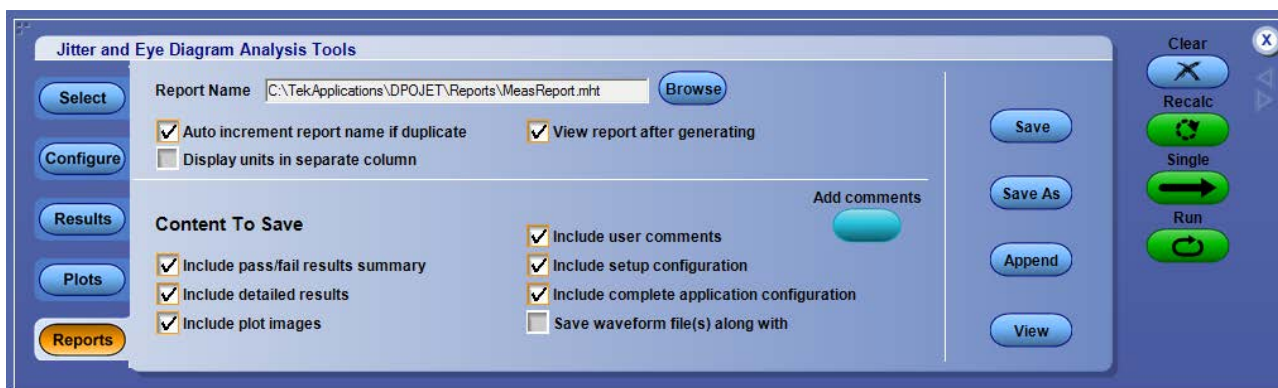 Jitter and Eye Diagram Analysis Tools
Select
Configure
Results
Plots
Reports
Report Name C:\TekApplications\DPOJET\Reports\MeasReport.mht Browse
Auto increment report name if duplicate
View report after generating
Display units in separate column
Content To Save
Add comments
Include pass/fail results summary
Include detailed results
Include plot images
Include user comments
Include setup configuration
Include complete application configuration
Save waveform file(s) along with
Save
Save As
Append
View
Clear
X
Recalc
Single
Run